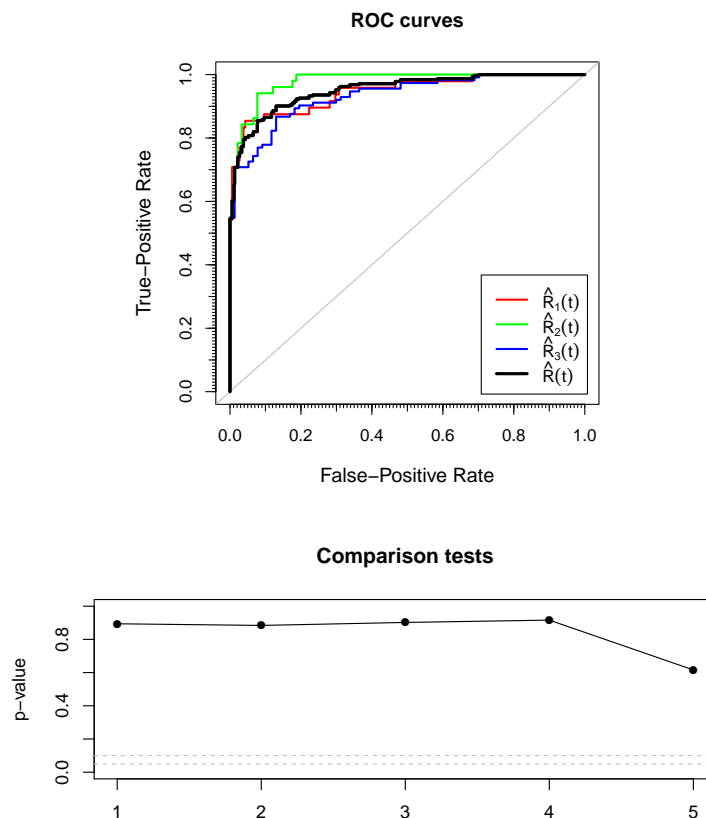 ROC curves
True−Positive Rate
0.0 0.2 0.4 0.6 0.8 1.0
R̂₁(t)
R̂₂(t)
R̂₃(t)
R̂(t)
0.0 0.2 0.4 0.6 0.8 1.0
False−Positive Rate
Comparison tests
p−value
0.0 0.4 0.8
1 2 3 4 5